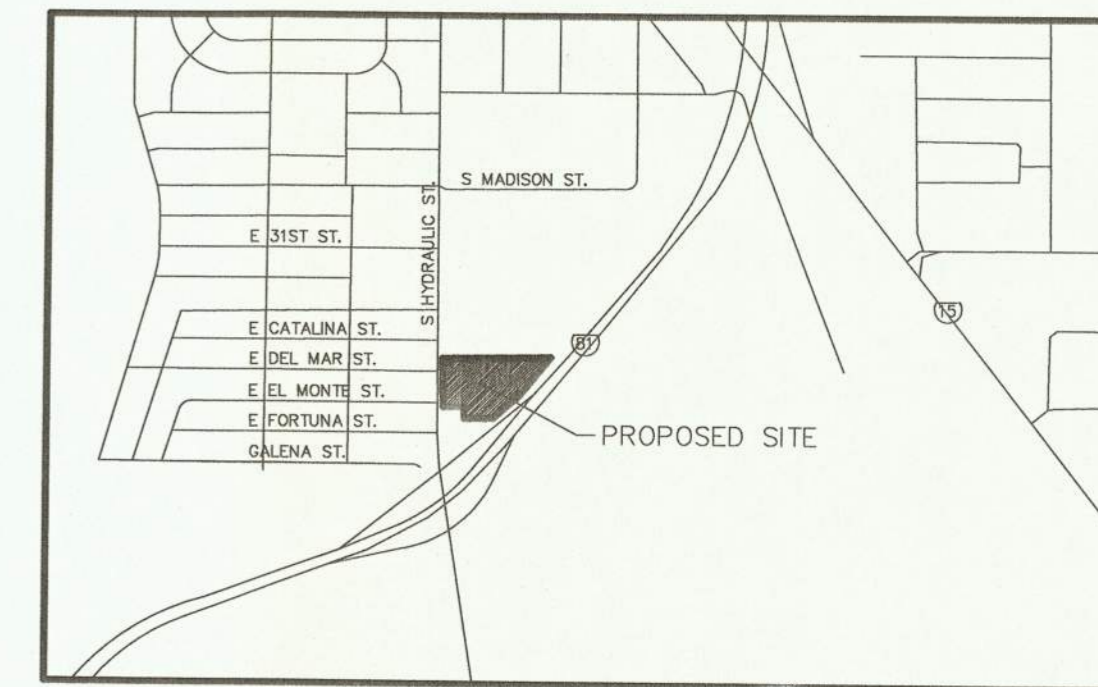 S MADISON ST.
S HYDRAULIC ST.
E 31ST ST.
15
E CATALINA ST.
81
E DEL MAR ST.
E EL MONTE ST.
PROPOSED SITE
E FORTUNA ST.
GALENA ST.